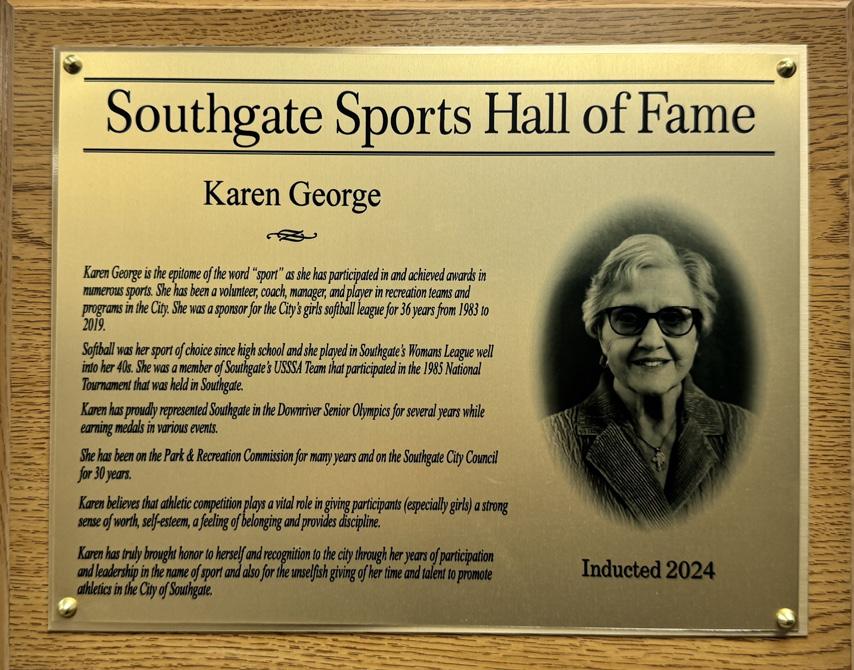 Southgate Sports Hall of Fame
Karen George
Karen George is the epitome of the word “sport” as she has participated in and achieved awards in
numerous sports. She has been a volunteer, coach, manager, and player in recreation teams and
programs in the City. She was a sponsor for the City’s girls softball league for 36 years from 1983 to
2019.
Softball was her sport of choice since high school and she played in Southgate’s Womans League well
into her 40s. She was a member of Southgate’s USSSA Team that participated in the 1985 National
Tournament that was held in Southgate.
Karen has proudly represented Southgate in the Downriver Senior Olympics for several years while
earning medals in various events.
She has been on the Park & Recreation Commission for many years and on the Southgate City Council
for 30 years.
Karen believes that athletic competition plays a vital role in giving participants (especially girls) a strong
sense of worth, self-esteem, a feeling of belonging and provides discipline.
Karen has truly brought honor to herself and recognition to the city through her years of participation
and leadership in the name of sport and also for the unselfish giving of her time and talent to promote
athletics in the City of Southgate.
Inducted 2024